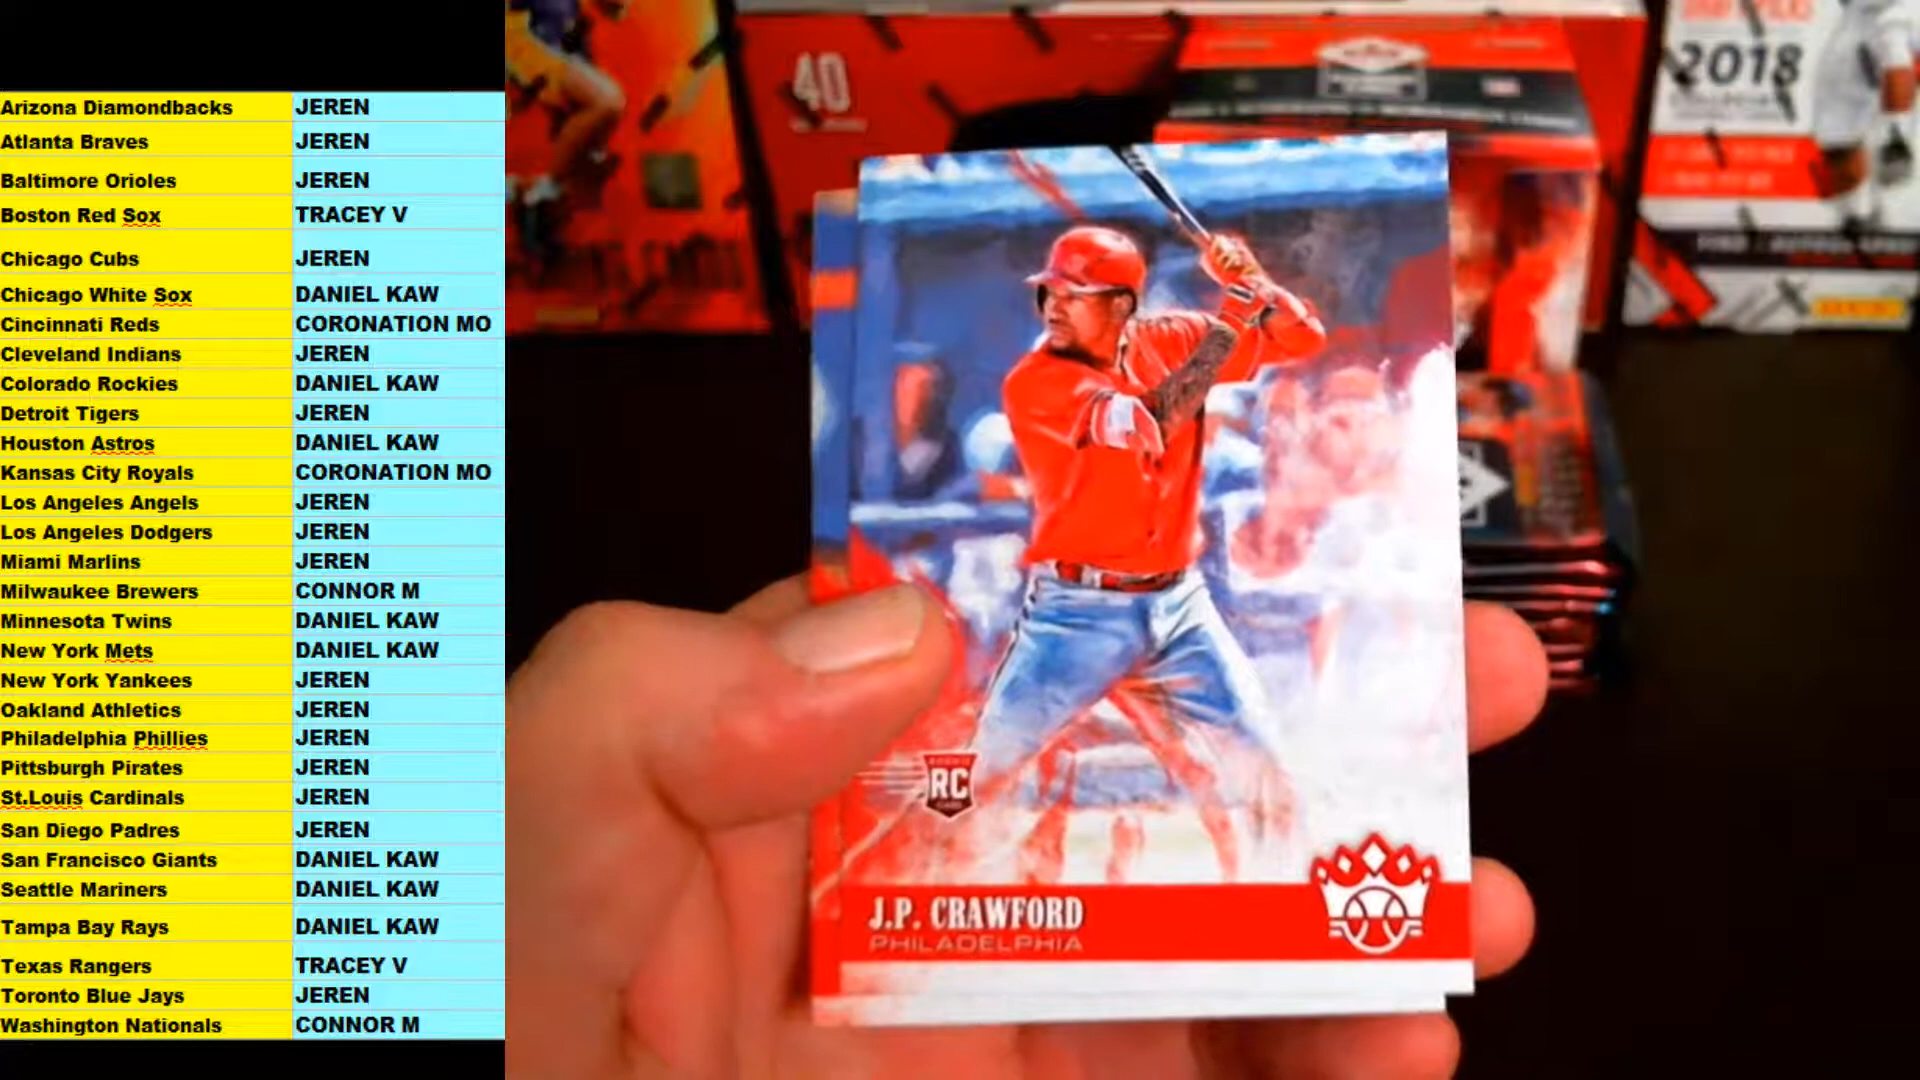 Arizona Diamondbacks JEREN
Atlanta Braves JEREN
Baltimore Orioles JEREN
Boston Red Sox TRACEY V
Chicago Cubs JEREN
Chicago White Sox DANIEL KAW
Cincinnati Reds CORONATION MO
Cleveland Indians JEREN
Colorado Rockies DANIEL KAW
Detroit Tigers JEREN
Houston Astros DANIEL KAW
Kansas City Royals CORONATION MO
Los Angeles Angels JEREN
Los Angeles Dodgers JEREN
Miami Marlins JEREN
Milwaukee Brewers CONNOR M
Minnesota Twins DANIEL KAW
New York Mets DANIEL KAW
New York Yankees JEREN
Oakland Athletics JEREN
Philadelphia Phillies JEREN
Pittsburgh Pirates JEREN
St.Louis Cardinals JEREN
San Diego Padres JEREN
San Francisco Giants DANIEL KAW
Seattle Mariners DANIEL KAW
Tampa Bay Rays DANIEL KAW
Texas Rangers TRACEY V
Toronto Blue Jays JEREN
Washington Nationals CONNOR M
40
2018
RC
J.P. CRAWFORD
PHILADELPHIA